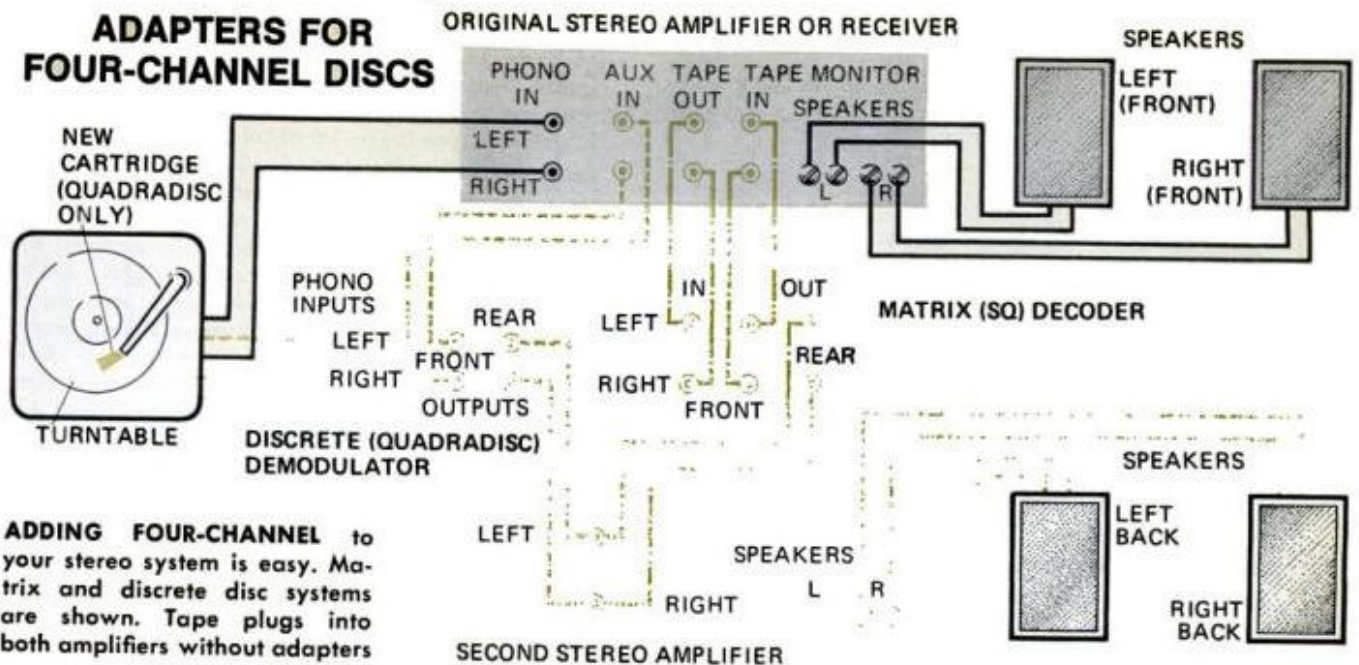 ADAPTERS FOR
FOUR-CHANNEL DISCS
ORIGINAL STEREO AMPLIFIER OR RECEIVER
PHONO IN
AUX IN
TAPE OUT
TAPE MONITOR
IN
SPEAKERS
LEFT
RIGHT
L
R
SPEAKERS
LEFT
(FRONT)
RIGHT
(FRONT)
NEW
CARTRIDGE
(QUADRADISC
ONLY)
TURNTABLE
PHONO
INPUTS
LEFT
RIGHT
REAR
FRONT
OUTPUTS
DISCRETE (QUADRADISC)
DEMODULATOR
IN
OUT
LEFT
REAR
RIGHT
FRONT
MATRIX (SQ) DECODER
LEFT
RIGHT
SPEAKERS
L
R
SECOND STEREO AMPLIFIER
SPEAKERS
LEFT
BACK
RIGHT
BACK
ADDING FOUR-CHANNEL to
your stereo system is easy. Ma-
trix and discrete disc systems
are shown. Tape plugs into
both amplifiers without adapters